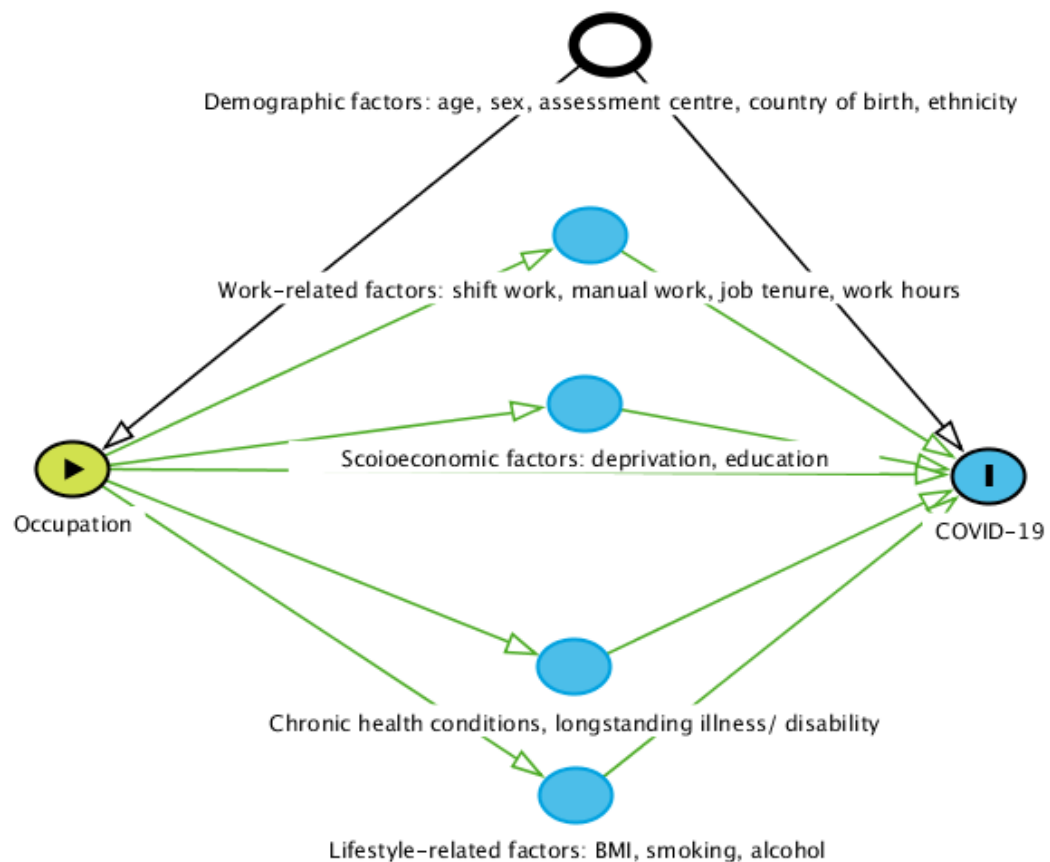 Demographic factors: age, sex, assessment centre, country of birth, ethnicity
Work-related factors: shift work, manual work, job tenure, work hours
Scoioeconomic factors: deprivation, education
Occupation
COVID-19
Chronic health conditions, longstanding illness/ disability
Lifestyle-related factors: BMI, smoking, alcohol